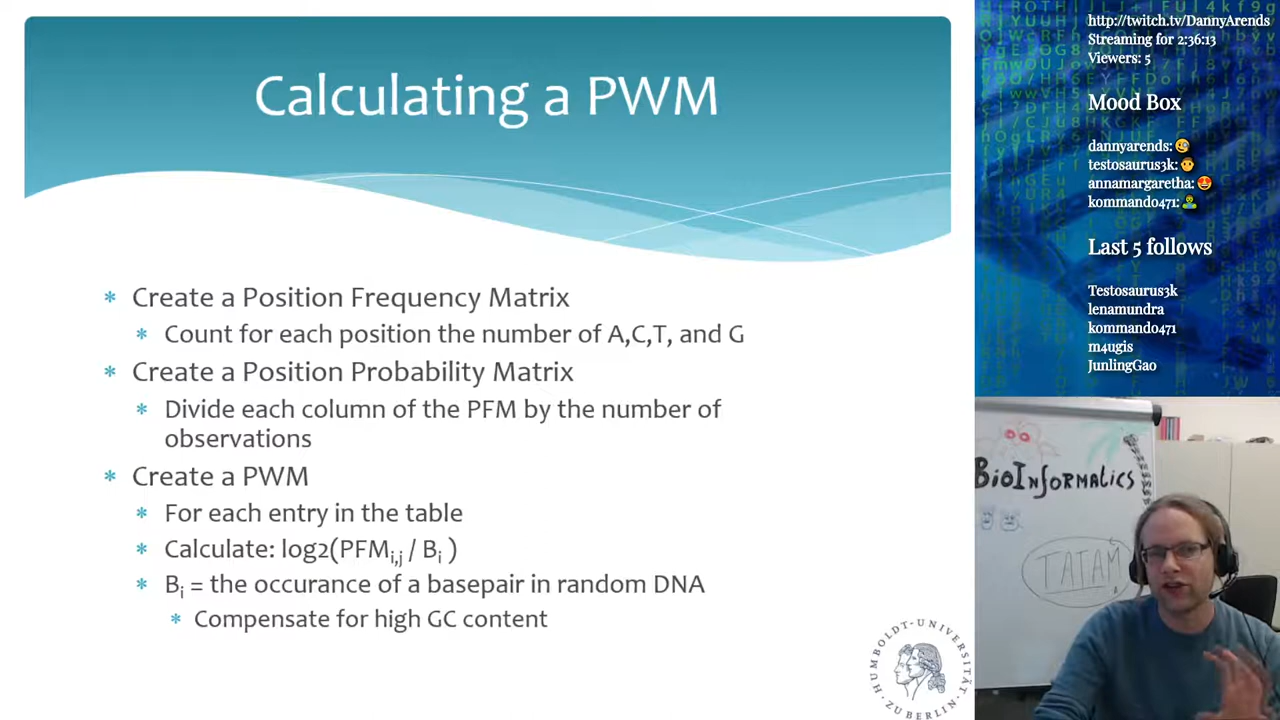 Calculating a PWM
* Create a Position Frequency Matrix
* Count for each position the number of A,C,T, and G
* Create a Position Probability Matrix
* Divide each column of the PFM by the number of
observations
* Create a PWM
* For each entry in the table
* Calculate: log2(PFMi,j / Bi )
* Bi = the occurance of a basepair in random DNA
* Compensate for high GC content
HUMBOLDT-UNIVERSITÄT
ZU BERLIN
http://twitch.tv/DannyArends
Streaming for 2:36:13
Viewers: 5
Mood Box
dannyarends:
testosaurus3k:
annamargaretha:
kommando471:
Last 5 follows
Testosaurus3k
lenamundra
kommando471
m4ugis
JunlingGao
BioInformatics
TATAM